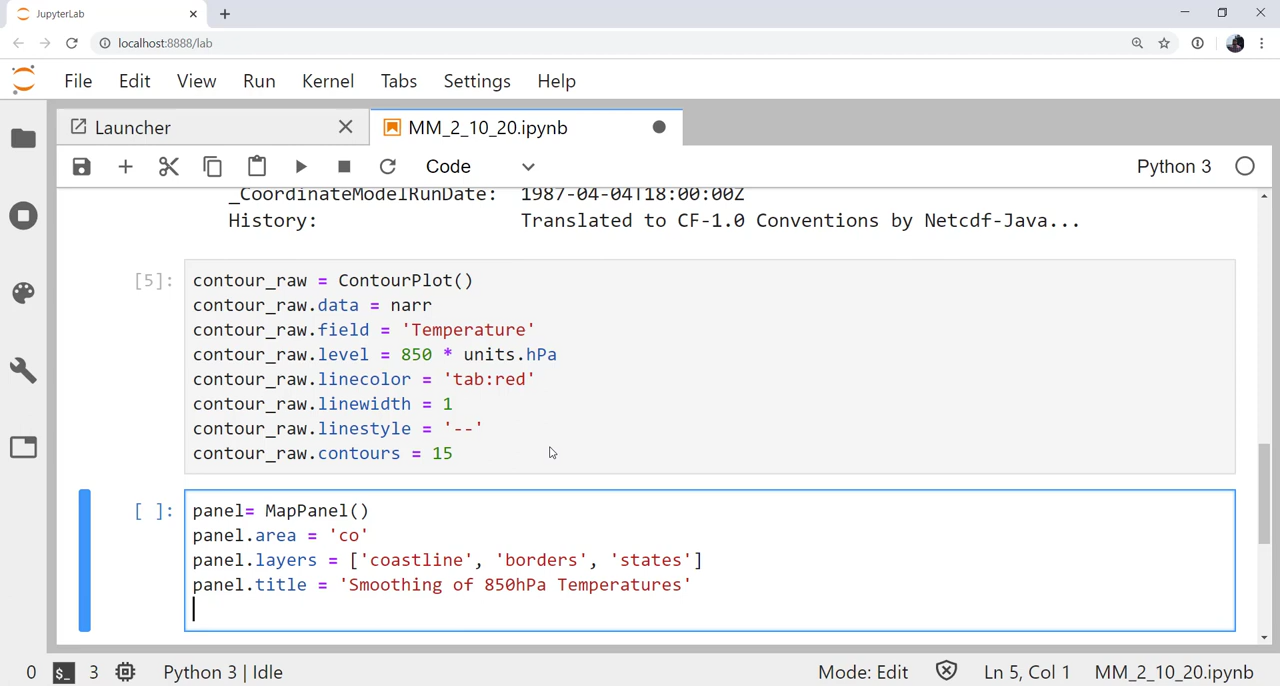 JupyterLab
localhost:8888/lab
File Edit View Run Kernel Tabs Settings Help
Launcher MM_2_10_20.ipynb
Code Python 3
_CoordinateModelRunDate: 1987-04-04T18:00:00Z
History: Translated to CF-1.0 Conventions by Netcdf-Java...
[5]: contour_raw = ContourPlot()
contour_raw.data = narr
contour_raw.field = 'Temperature'
contour_raw.level = 850 * units.hPa
contour_raw.linecolor = 'tab:red'
contour_raw.linewidth = 1
contour_raw.linestyle = '--'
contour_raw.contours = 15
[ ]: panel= MapPanel()
panel.area = 'co'
panel.layers = ['coastline', 'borders', 'states']
panel.title = 'Smoothing of 850hPa Temperatures'
0 $_ 3 Python 3 | Idle Mode: Edit Ln 5, Col 1 MM_2_10_20.ipynb